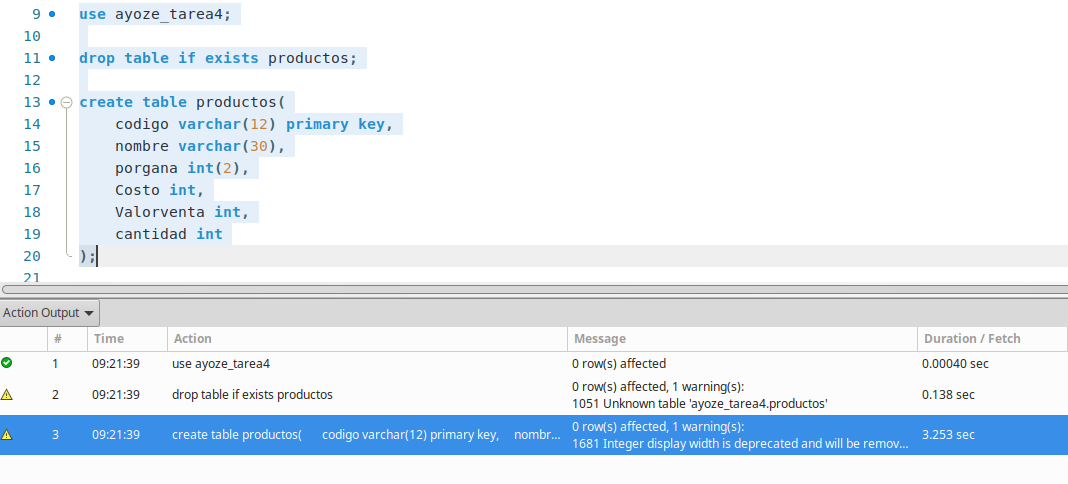 9 use ayoze_tarea4;
10
11 drop table if exists productos;
12
13 create table productos(
14 codigo varchar(12) primary key,
15 nombre varchar(30),
16 porgana int(2),
17 Costo int,
18 Valorventa int,
19 cantidad int
20 );
21
Action Output
# Time Action Message Duration / Fetch
1 09:21:39 use ayoze_tarea4 0 row(s) affected 0.00040 sec
2 09:21:39 drop table if exists productos 0 row(s) affected, 1 warning(s): 0.138 sec
1051 Unknown table 'ayoze_tarea4.productos'
3 09:21:39 create table productos( codigo varchar(12) primary key, nombr... 0 row(s) affected, 1 warning(s): 3.253 sec
1681 Integer display width is deprecated and will be remov...